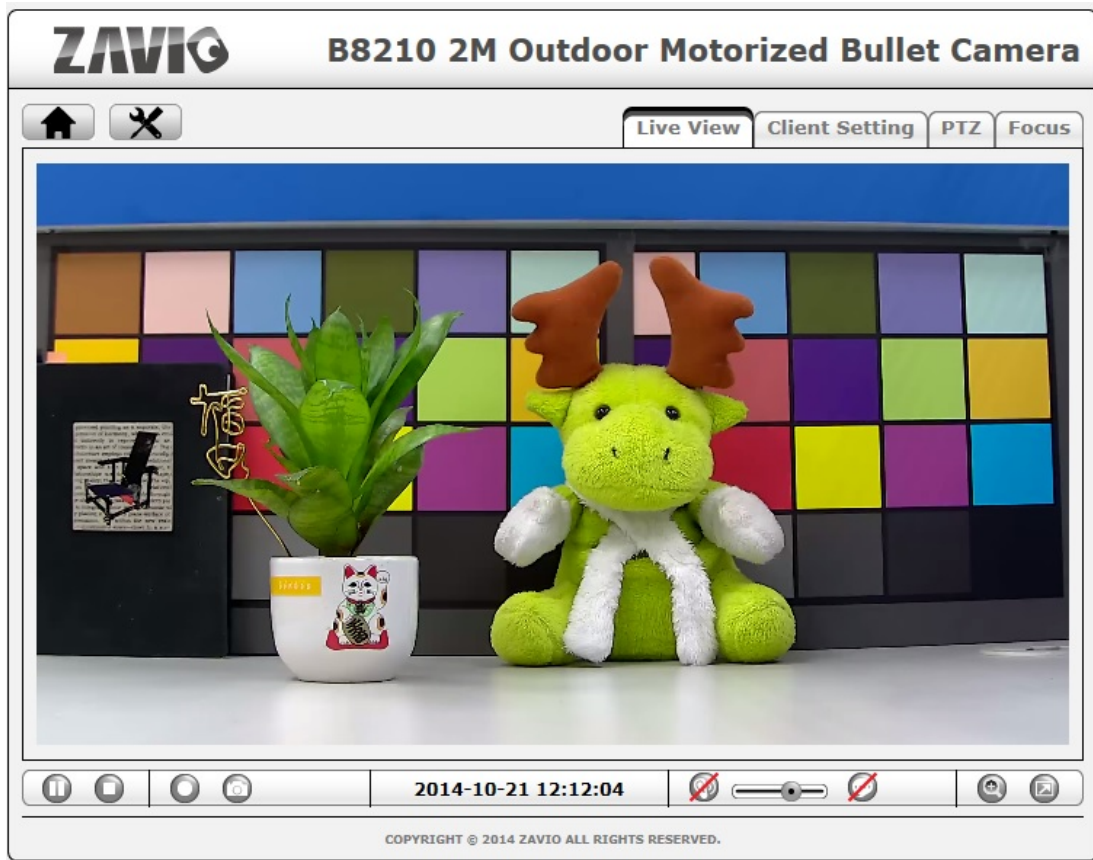 ZAVIO
B8210 2M Outdoor Motorized Bullet Camera
Live View
Client Setting
PTZ
Focus
2014-10-21 12:12:04
COPYRIGHT © 2014 ZAVIO ALL RIGHTS RESERVED.